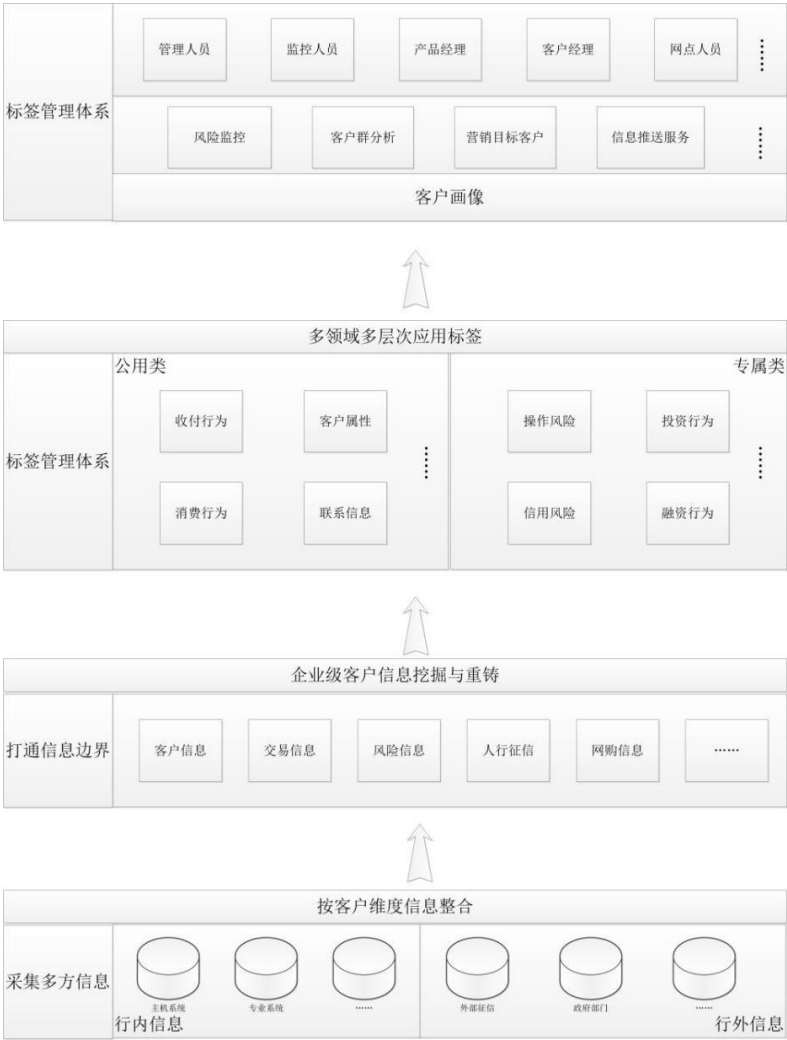 管理人员
监控人员
产品经理
客户经理
网点人员
……
标签管理体系
风险监控
客户群分析
营销目标客户
信息推送服务
……
客户画像
多领域多层次应用标签
公用类
专属类
收付行为
客户属性
操作风险
投资行为
标签管理体系
……
……
消费行为
联系信息
信用风险
融资行为
企业级客户信息挖掘与重铸
打通信息边界
客户信息
交易信息
风险信息
人行征信
网购信息
……
按客户维度信息整合
采集多方信息
主机系统
专业系统
……
外部征信
政府部门
……
行内信息
行外信息